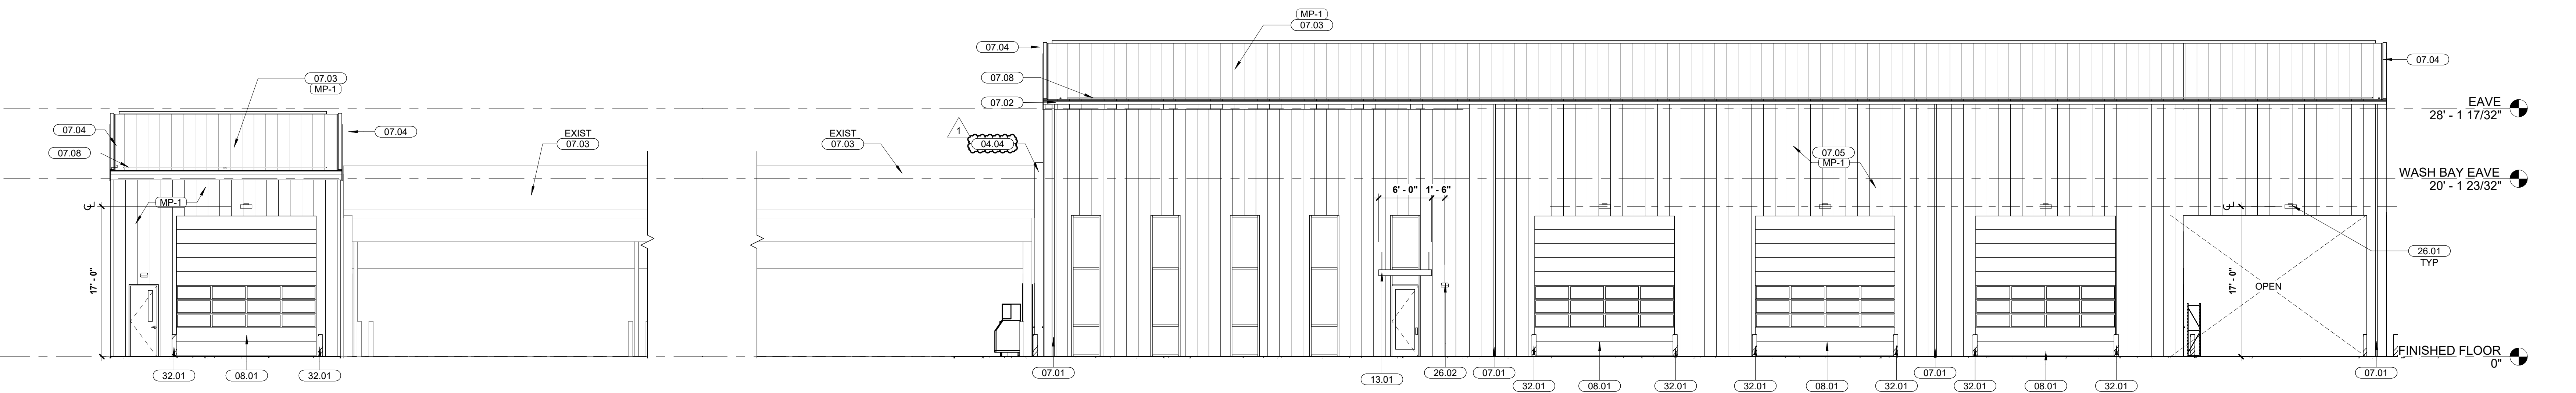 MP-1
07.03
07.04
07.03
MP-1
07.08
07.04
07.02
EAVE
28' - 1 17/32"
07.04
07.04
07.08
EXIST
07.03
EXIST
07.03
1
04.04
07.05
MP-1
WASH BAY EAVE
20' - 1 23/32"
6' - 0"
1' - 6"
MP-1
CL
CL
26.01
TYP
17' - 0"
17' - 0"
OPEN
FINISHED FLOOR
0"
32.01
08.01
32.01
07.01
13.01
26.02
07.01
32.01
08.01
32.01
32.01
08.01
32.01
07.01
32.01
08.01
32.01
07.01